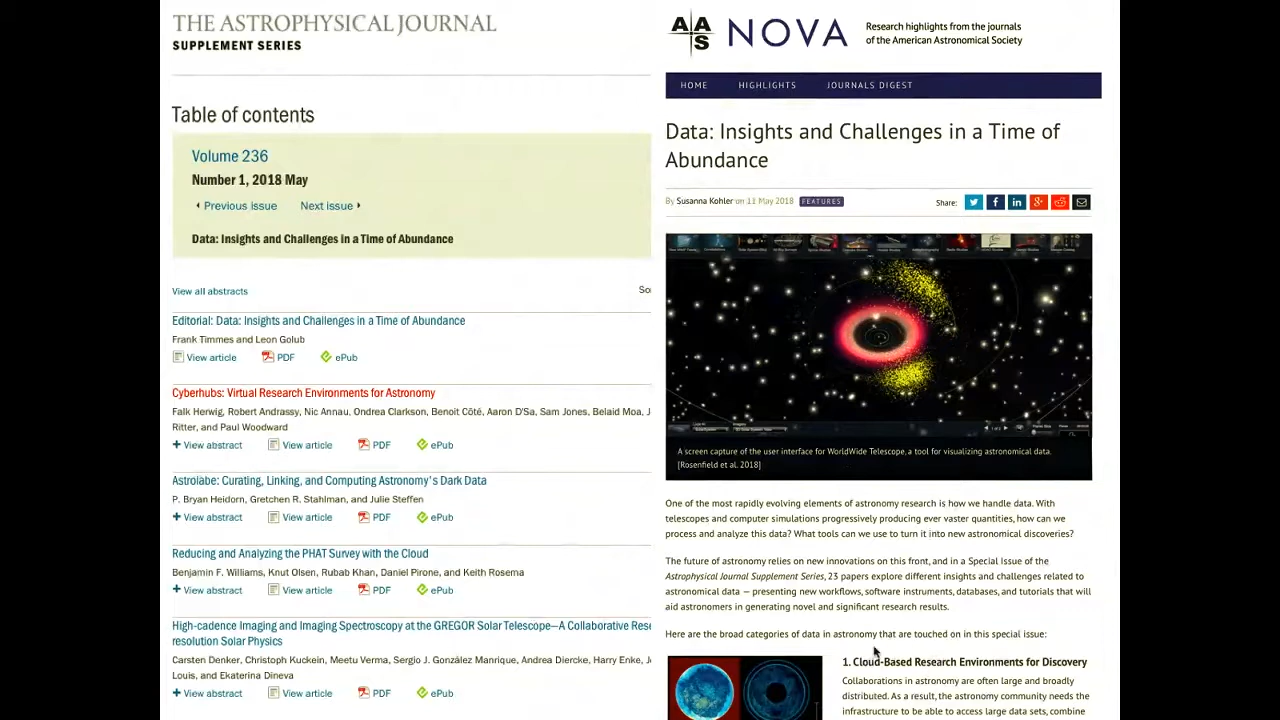 THE ASTROPHYSICAL JOURNAL
SUPPLEMENT SERIES
Table of contents
Volume 236
Number 1, 2018 May
Previous issue Next issue
Data: Insights and Challenges in a Time of Abundance
View all abstracts
Editorial: Data: Insights and Challenges in a Time of Abundance
Frank Timmes and Leon Golub
View article PDF ePub
Cyberhubs: Virtual Research Environments for Astronomy
Falk Herwig, Robert Andrassy, Nic Annau, Ondrea Clarkson, Benoit Côté, Aaron D'Sa, Sam Jones, Belaid Moa, J
Ritter, and Paul Woodward
+ View abstract View article PDF ePub
Astrolabe: Curating, Linking, and Computing Astronomy's Dark Data
P. Bryan Heidorn, Gretchen R. Stahlman, and Julie Steffen
+ View abstract View article PDF ePub
Reducing and Analyzing the PHAT Survey with the Cloud
Benjamin F. Williams, Knut Olsen, Rubab Khan, Daniel Pirone, and Keith Rosema
+ View abstract View article PDF ePub
High-cadence Imaging and Imaging Spectroscopy at the GREGOR Solar Telescope—A Collaborative Rese
resolution Solar Physics
Carsten Denker, Christoph Kuckein, Meetu Verma, Sergio J. González Manrique, Andrea Diercke, Harry Enke, J
Louis, and Ekaterina Dineva
+ View abstract View article PDF ePub
AAS NOVA
Research highlights from the journals
of the American Astronomical Society
HOME HIGHLIGHTS JOURNALS DIGEST
Data: Insights and Challenges in a Time of
Abundance
By Susanna Kohler on 11 May 2018 FEATURES Share:
A screen capture of the user interface for WorldWide Telescope, a tool for visualizing astronomical data.
[Rosenfield et al. 2018]
One of the most rapidly evolving elements of astronomy research is how we handle data. With
telescopes and computer simulations progressively producing ever vaster quantities, how can we
process and analyze this data? What tools can we use to turn it into new astronomical discoveries?
The future of astronomy relies on new innovations on this front, and in a Special Issue of the
Astrophysical Journal Supplement Series, 23 papers explore different insights and challenges related to
astronomical data — presenting new workflows, software instruments, databases, and tutorials that will
aid astronomers in generating novel and significant research results.
Here are the broad categories of data in astronomy that are touched on in this special issue:
1. Cloud-Based Research Environments for Discovery
Collaborations in astronomy are often large and broadly
distributed. As a result, the astronomy community needs the
infrastructure to be able to access large data sets, combine